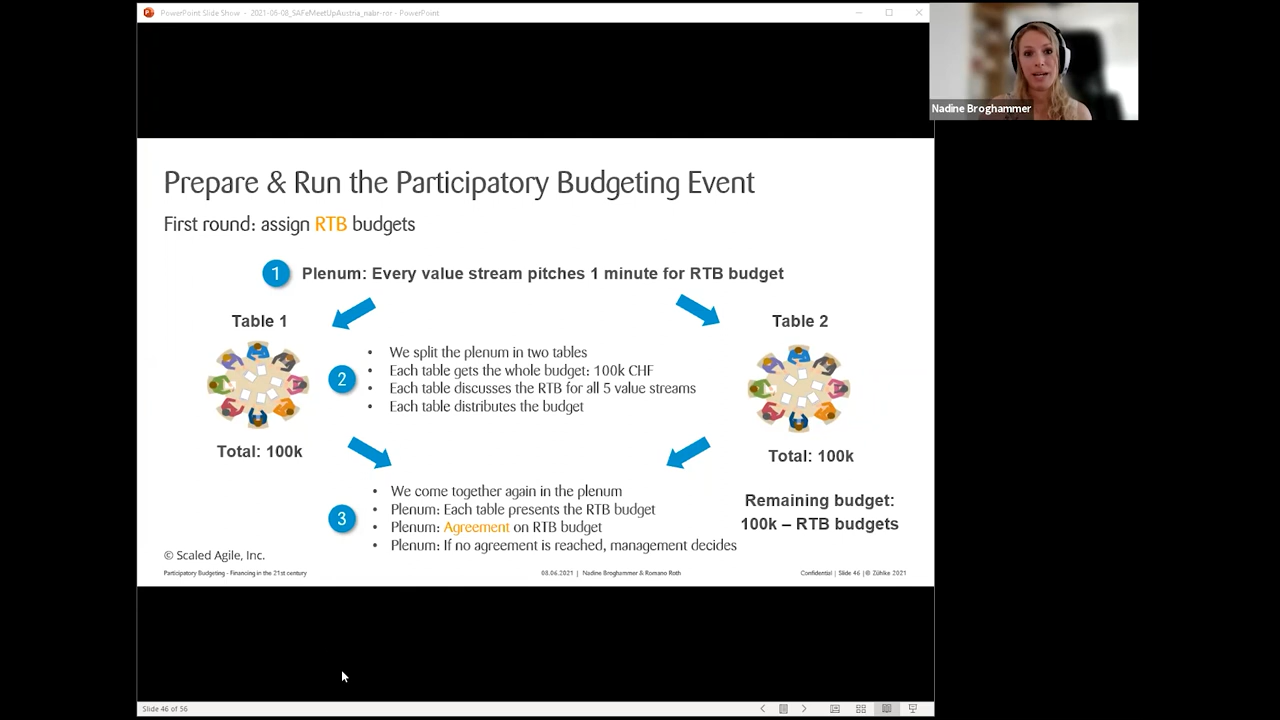 PowerPoint Slide Show - 2021-06-08_SAFeMeetUpAustria_nabr-ror - PowerPoint
Nadine Broghammer
Prepare & Run the Participatory Budgeting Event
First round: assign RTB budgets
1 Plenum: Every value stream pitches 1 minute for RTB budget
Table 1
Table 2
2
• We split the plenum in two tables
• Each table gets the whole budget: 100k CHF
• Each table discusses the RTB for all 5 value streams
• Each table distributes the budget
Total: 100k
Total: 100k
3
• We come together again in the plenum
• Plenum: Each table presents the RTB budget
• Plenum: Agreement on RTB budget
• Plenum: If no agreement is reached, management decides
Remaining budget:
100k – RTB budgets
© Scaled Agile, Inc.
Participatory Budgeting - Financing in the 21st century
08.06.2021 | Nadine Broghammer & Romano Roth
Confidential | Slide 46 | © Zühlke 2021
Slide 46 of 56